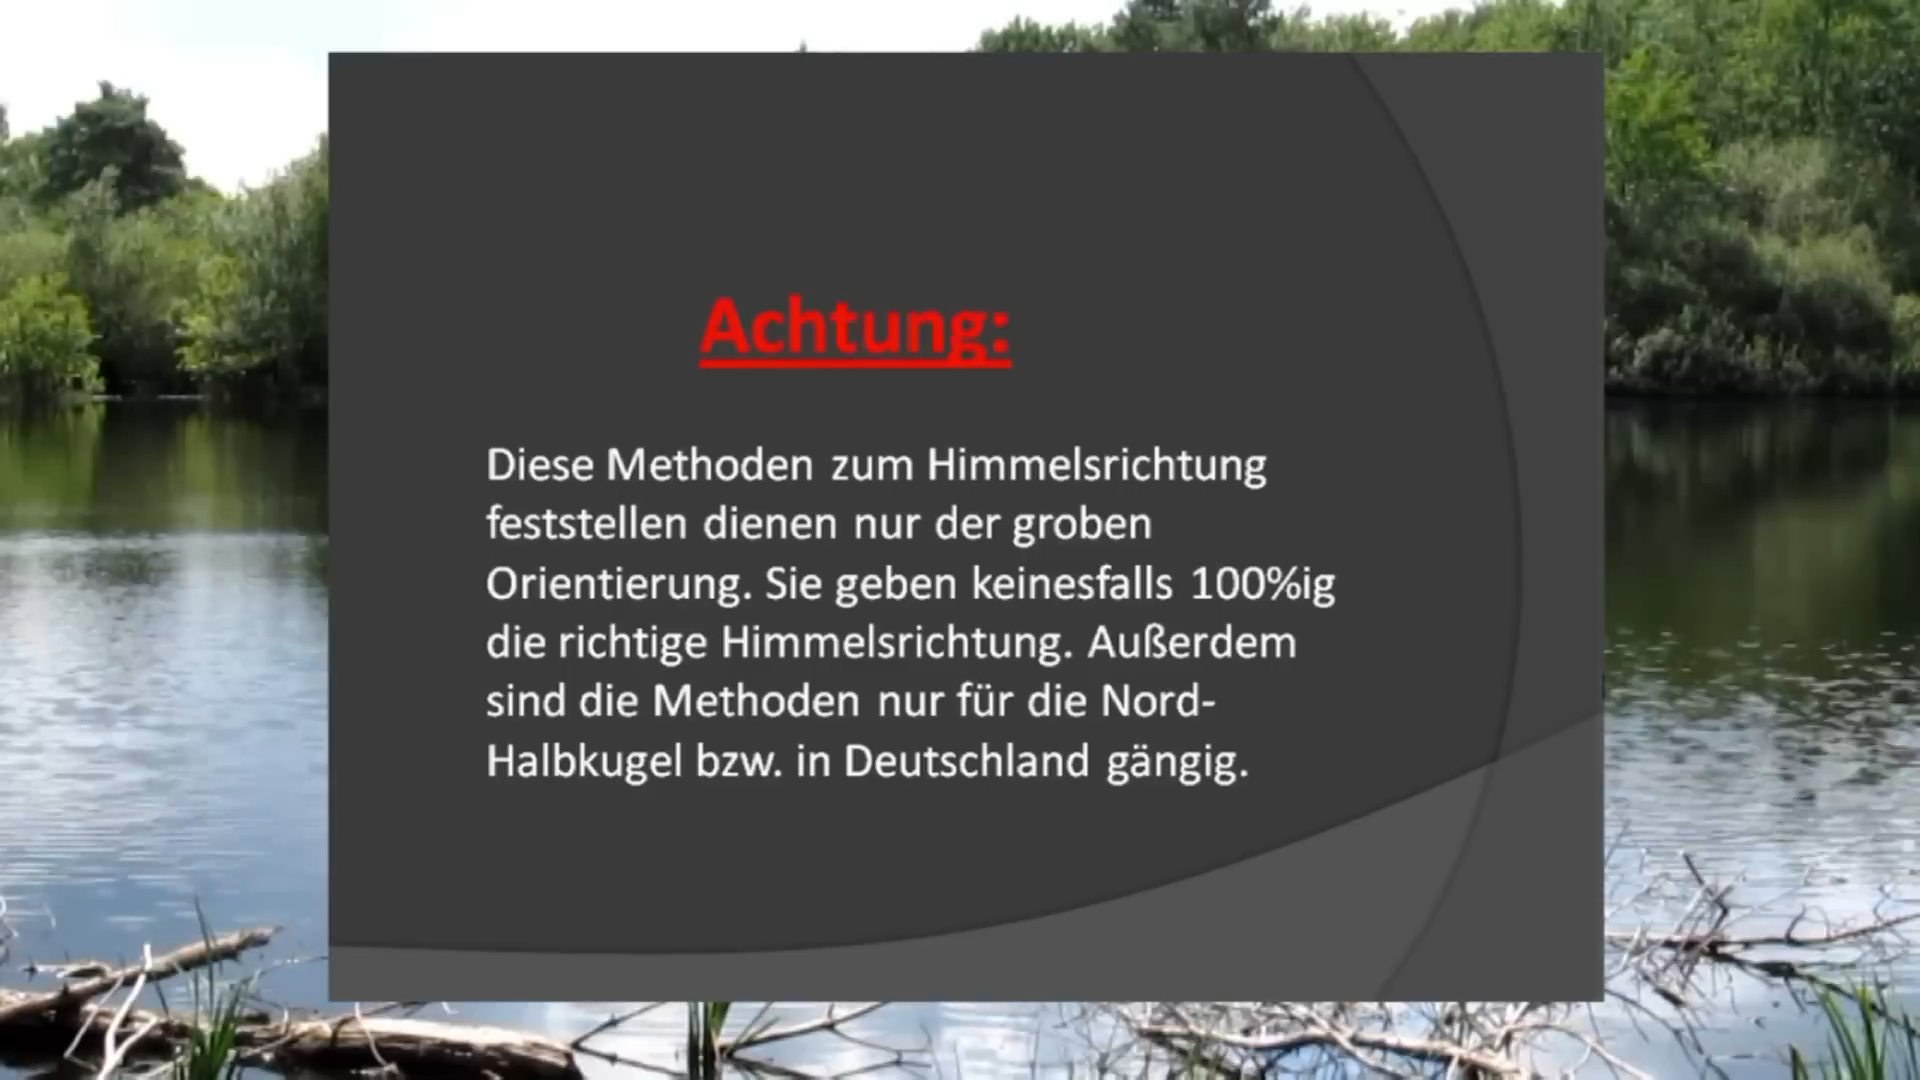 Achtung:
Diese Methoden zum Himmelsrichtung
feststellen dienen nur der groben
Orientierung. Sie geben keinesfalls 100%ig
die richtige Himmelsrichtung. Außerdem
sind die Methoden nur für die Nord-
Halbkugel bzw. in Deutschland gängig.